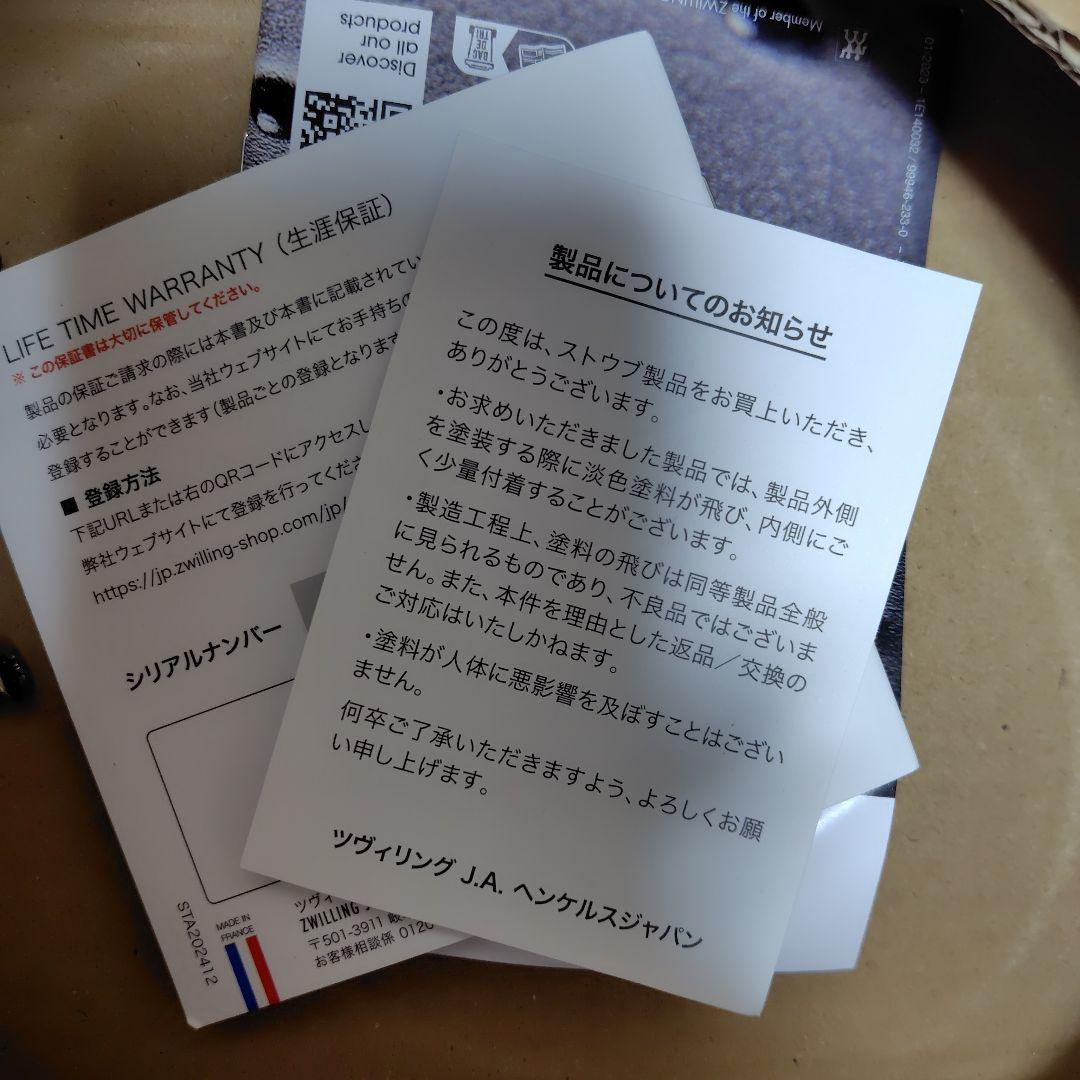 Discover
all our
products
Member of the ZWILLING
01/2023 - 1E140032 / 99946-233-0
LIFE TIME WARRANTY（生涯保証）
※ この保証書は大切に保管してください。
製品の保証ご請求の際には本書及び本書に記載されてい
必要となります。なお、当社ウェブサイトにてお手持ちの
登録することができます（製品ごとの登録となります
■ 登録方法
下記URLまたは右のQRコードにアクセスし
弊社ウェブサイトにて登録を行ってくださ
https://jp.zwilling-shop.com/jp/
シリアルナンバー
STA202412
MADE IN
FRANCE
ツヴィ
ZWILLING
〒501-3911 岐
お客様相談係 0120
製品についてのお知らせ
この度は、ストウブ製品をお買上いただき、
ありがとうございます。
・お求めいただきました製品では、製品外側
を塗装する際に淡色塗料が飛び、内側にご
く少量付着することがございます。
・製造工程上、塗料の飛びは同等製品全般
に見られるものであり、不良品ではございま
せん。また、本件を理由とした返品／交換の
ご対応はいたしかねます。
・塗料が人体に悪影響を及ぼすことはござい
ません。
何卒ご了承いただきますよう、よろしくお願
い申し上げます。
ツヴィリング J.A. ヘンケルスジャパン